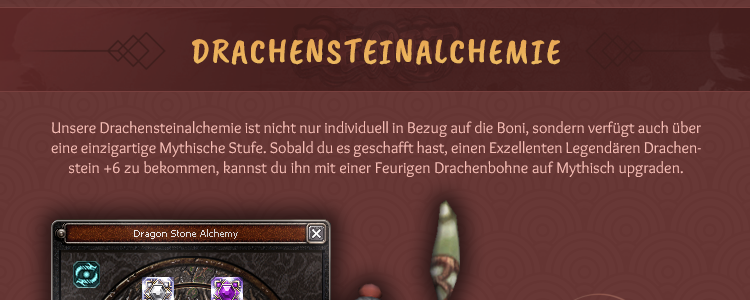 DRACHENSTEINALCHEMIE
Unsere Drachensteinalchemie ist nicht nur individuell in Bezug auf die Boni, sondern verfügt auch über
eine einzigartige Mythische Stufe. Sobald du es geschafft hast, einen Exzellenten Legendären Drachen-
stein +6 zu bekommen, kannst du ihn mit einer Feurigen Drachenbohne auf Mythisch upgraden.
Dragon Stone Alchemy